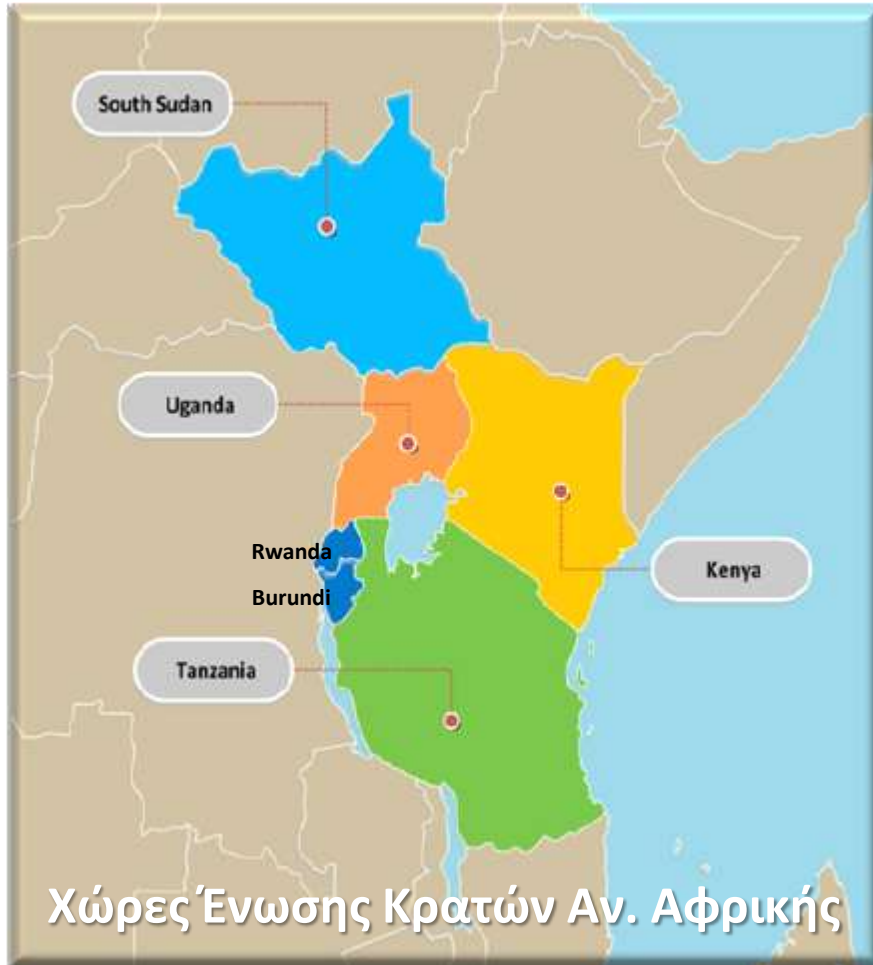 South Sudan
Uganda
Rwanda
Burundi
Kenya
Tanzania
Χώρες Ένωσης Κρατών Αν. Αφρικής